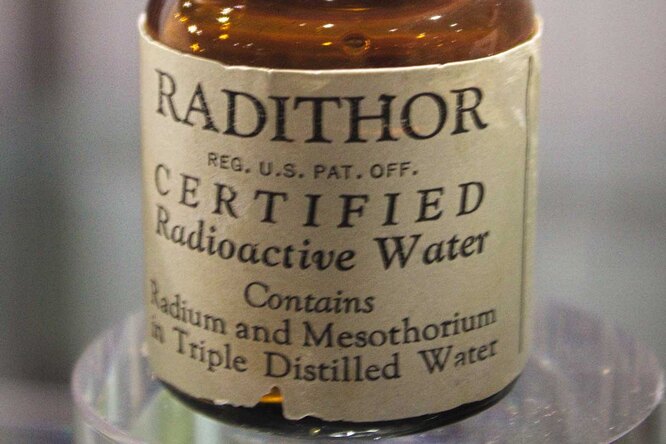 RADITHOR
REG. U.S. PAT. OFF.
CERTIFIED
Radioactive Water
Contains
Radium and Mesothorium
in Triple Distilled Water